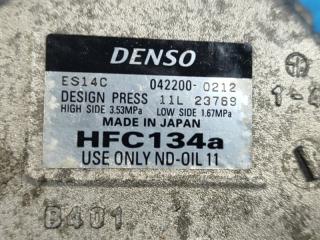 DENSO
ES14C 042200-0212
DESIGN PRESS 11L 23769
HIGH SIDE 3.53MPa LOW SIDE 1.67MPa
MADE IN JAPAN
HFC134a
USE ONLY ND-OIL 11
B401